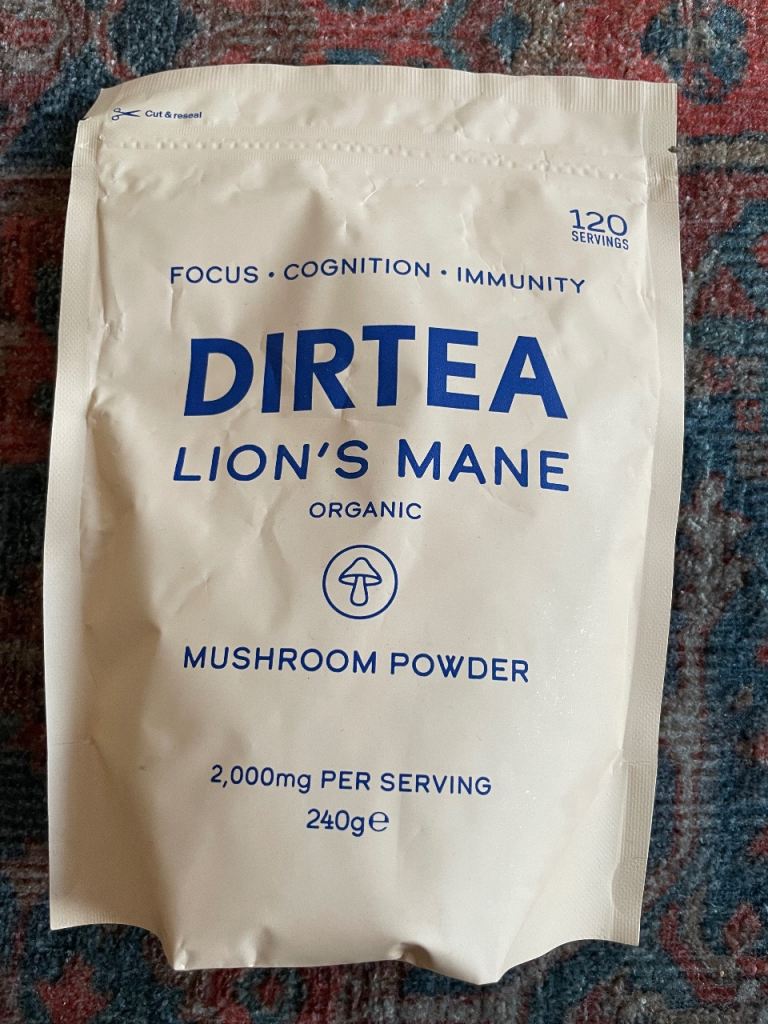 Cut & reseal
120
SERVINGS
FOCUS • COGNITION • IMMUNITY
DIRTEA
LION'S MANE
ORGANIC
MUSHROOM POWDER
2,000mg PER SERVING
240g℮